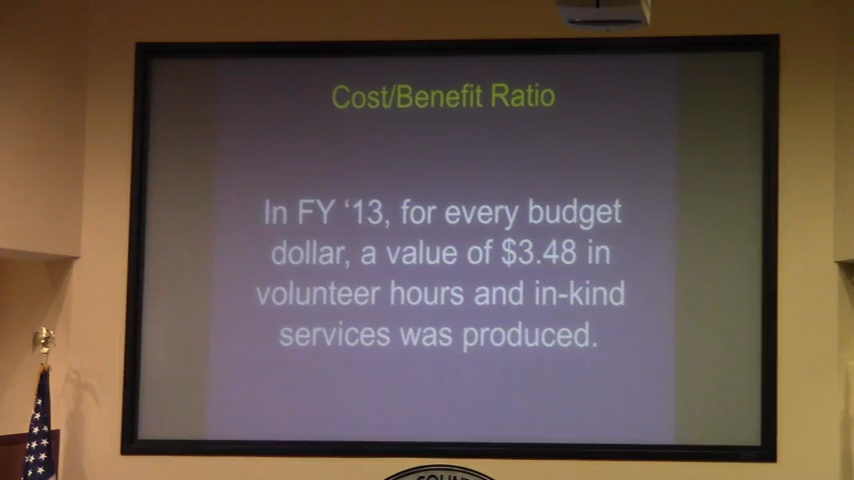 Cost/Benefit Ratio
In FY ‘13, for every budget
dollar, a value of $3.48 in
volunteer hours and in-kind
services was produced.